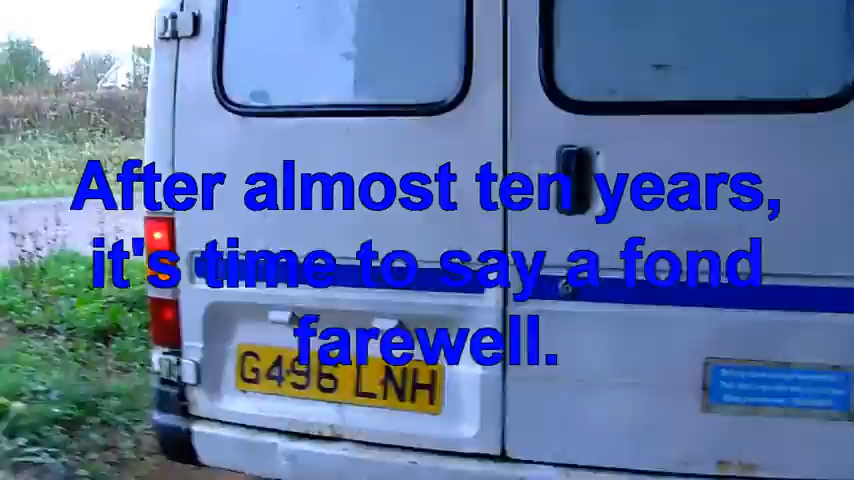 After almost ten years,
it's time to say a fond
farewell.
G496 LNH